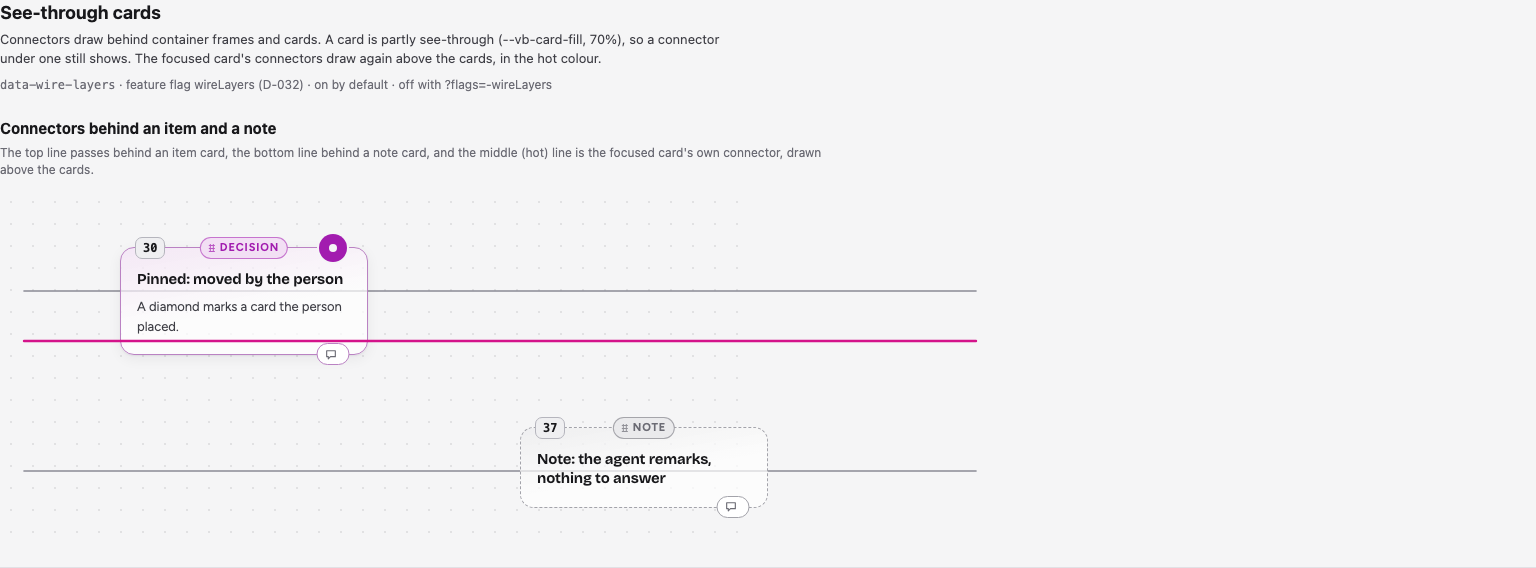 See-through cards
Connectors draw behind container frames and cards. A card is partly see-through (--vb-card-fill, 70%), so a connector
under one still shows. The focused card's connectors draw again above the cards, in the hot colour.
data-wire-layers · feature flag wireLayers (D-032) · on by default · off with ?flags=-wireLayers
Connectors behind an item and a note
The top line passes behind an item card, the bottom line behind a note card, and the middle (hot) line is the focused card's own connector, drawn
above the cards.
30 DECISION
Pinned: moved by the person
A diamond marks a card the person
placed.
37 NOTE
Note: the agent remarks,
nothing to answer